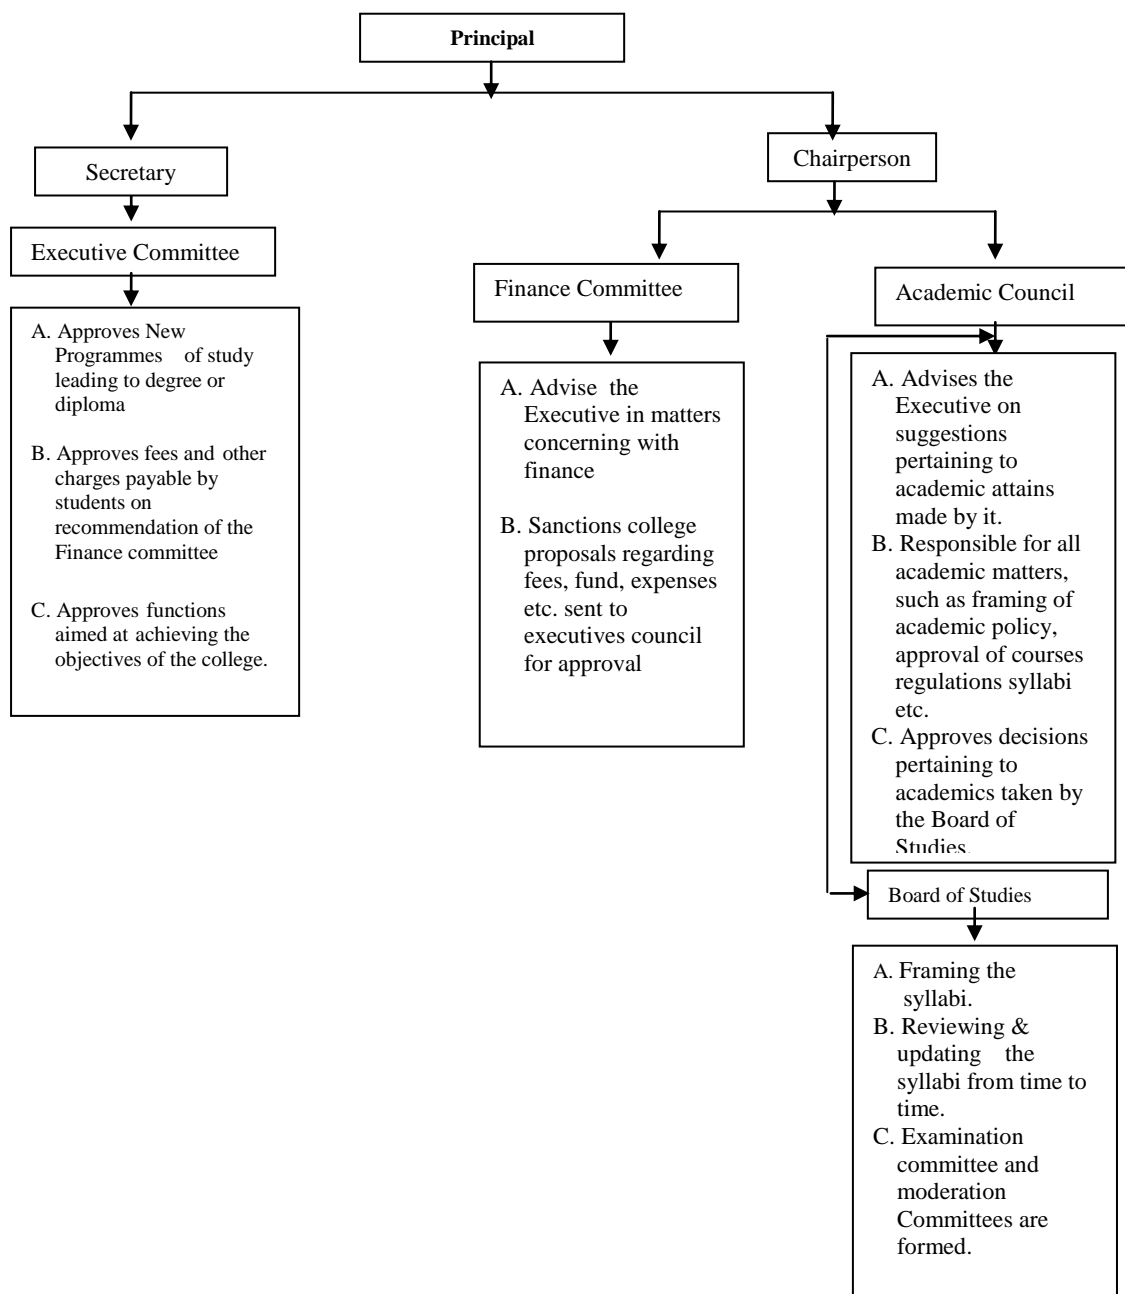 Principal
Secretary
Chairperson
Executive Committee
Finance Committee
Academic Council
A. Approves New
Programmes of study
leading to degree or
diploma
B. Approves fees and other
charges payable by
students on
recommendation of the
Finance committee
C. Approves functions
aimed at achieving the
objectives of the college.
A. Advise the
Executive in matters
concerning with
finance
B. Sanctions college
proposals regarding
fees, fund, expenses
etc. sent to
executives council
for approval
A. Advises the
Executive on
suggestions
pertaining to
academic attains
made by it.
B. Responsible for all
academic matters,
such as framing of
academic policy,
approval of courses
regulations syllabi
etc.
C. Approves decisions
pertaining to
academics taken by
the Board of
Studies.
Board of Studies
A. Framing the
syllabi.
B. Reviewing &
updating the
syllabi from time to
time.
C. Examination
committee and
moderation
Committees are
formed.